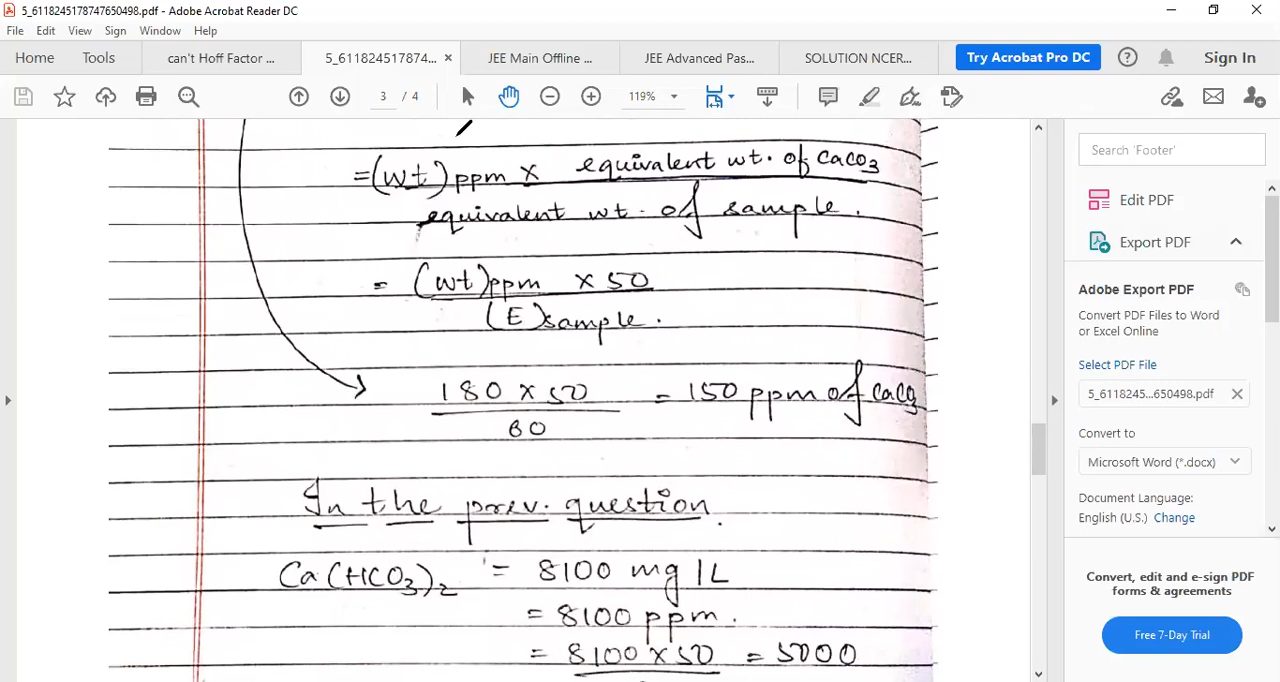 5_6118245178747650498.pdf - Adobe Acrobat Reader DC
File Edit View Sign Window Help
Home Tools can't Hoff Factor ... 5_611824517874... × JEE Main Offline ... JEE Advanced Pas... SOLUTION NCER... Try Acrobat Pro DC Sign In
3 / 4 119%
=(wt)ppm × equivalent wt. of CaCO3
equivalent wt. of sample.
= (wt)ppm × 50
(E)sample.
180 × 50 = 150 ppm of CaCO3
60
In the prev. question.
Ca(HCO3)2 = 8100 mg/L
= 8100 ppm.
= 8100 × 50 = 5000
Search 'Footer'
Edit PDF
Export PDF
Adobe Export PDF
Convert PDF Files to Word
or Excel Online
Select PDF File
5_6118245...650498.pdf
Convert to
Microsoft Word (*.docx)
Document Language:
English (U.S.) Change
Convert, edit and e-sign PDF
forms & agreements
Free 7-Day Trial